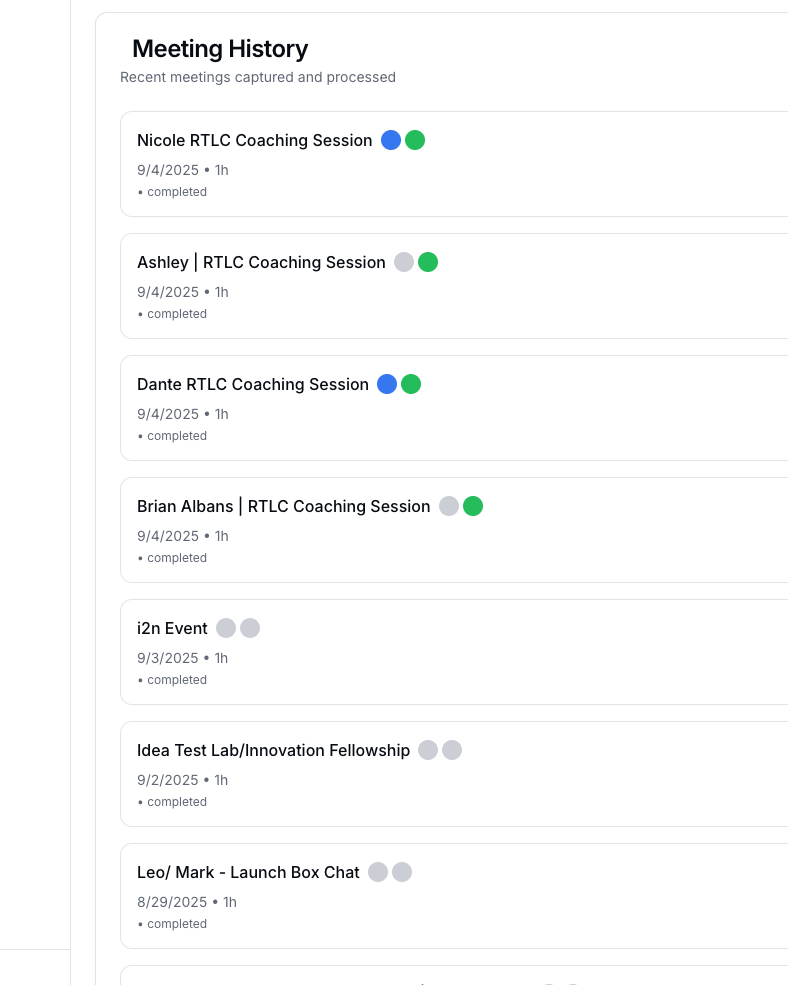 Meeting History
Recent meetings captured and processed
Nicole RTLC Coaching Session
9/4/2025 • 1h
• completed
Ashley | RTLC Coaching Session
9/4/2025 • 1h
• completed
Dante RTLC Coaching Session
9/4/2025 • 1h
• completed
Brian Albans | RTLC Coaching Session
9/4/2025 • 1h
• completed
i2n Event
9/3/2025 • 1h
• completed
Idea Test Lab/Innovation Fellowship
9/2/2025 • 1h
• completed
Leo/ Mark - Launch Box Chat
8/29/2025 • 1h
• completed